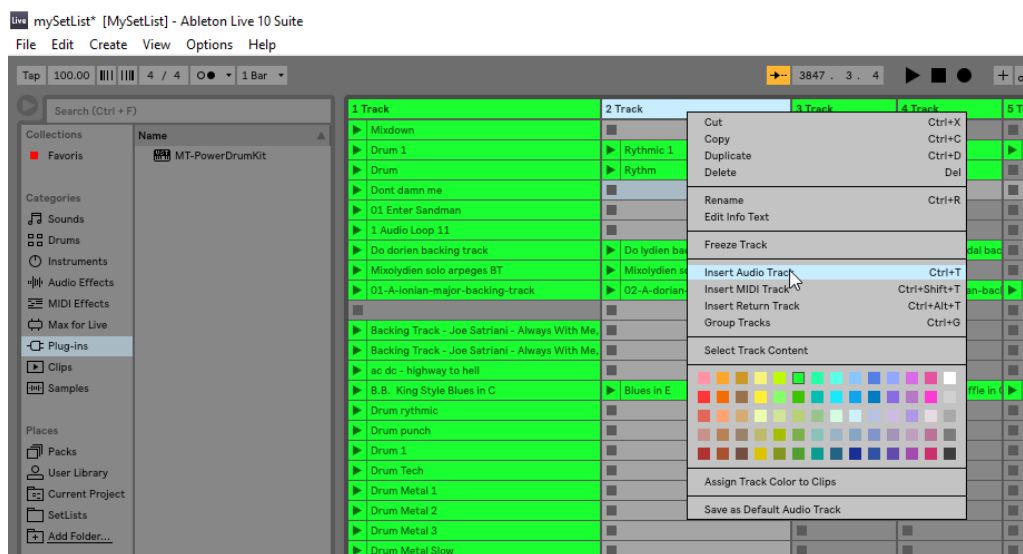 Live mySetList* [MySetList] - Ableton Live 10 Suite
File Edit Create View Options Help
Tap 100.00 4 / 4 1 Bar 3847 . 3 . 4
Search (Ctrl + F)
Collections
Favoris
Categories
Sounds
Drums
Instruments
Audio Effects
MIDI Effects
Max for Live
Plug-ins
Clips
Samples
Places
Packs
User Library
Current Project
SetLists
Add Folder...
Name
MT-PowerDrumKit
1 Track
Mixdown
Drum 1
Drum
Dont damn me
01 Enter Sandman
1 Audio Loop 11
Do dorien backing track
Mixolydien solo arpeges BT
01-A-ionian-major-backing-track
Backing Track - Joe Satriani - Always With Me,
Backing Track - Joe Satriani - Always With Me,
ac dc - highway to hell
B.B. King Style Blues in C
Drum rythmic
Drum punch
Drum 1
Drum Tech
Drum Metal 1
Drum Metal 2
Drum Metal 3
Drum Metal Slow
2 Track
Rythmic 1
Rythm
Do lydien
Mixolydien
02-A-dorian-
Blues in E
3 Track
4 Track
5
Cut Ctrl+X
Copy Ctrl+C
Duplicate Ctrl+D
Delete Del
Rename Ctrl+R
Edit Info Text
Freeze Track
Insert Audio Track Ctrl+T
Insert MIDI Track Ctrl+Shift+T
Insert Return Track Ctrl+Alt+T
Group Tracks Ctrl+G
Select Track Content
Assign Track Color to Clips
Save as Default Audio Track